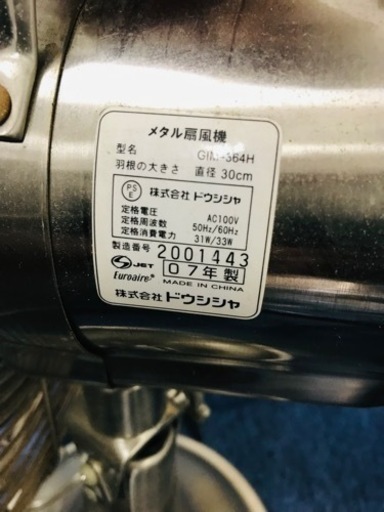 メタル扇風機
型名 GIM-364H
羽根の大きさ 直径 30cm
PS
E
株式会社 ドウシシャ
定格電圧 AC100V
定格周波数 50Hz/60Hz
定格消費電力 31W/33W
製造番号 2001443
JET 07年製
Euroaire MADE IN CHINA
株式会社 ドウシシャ